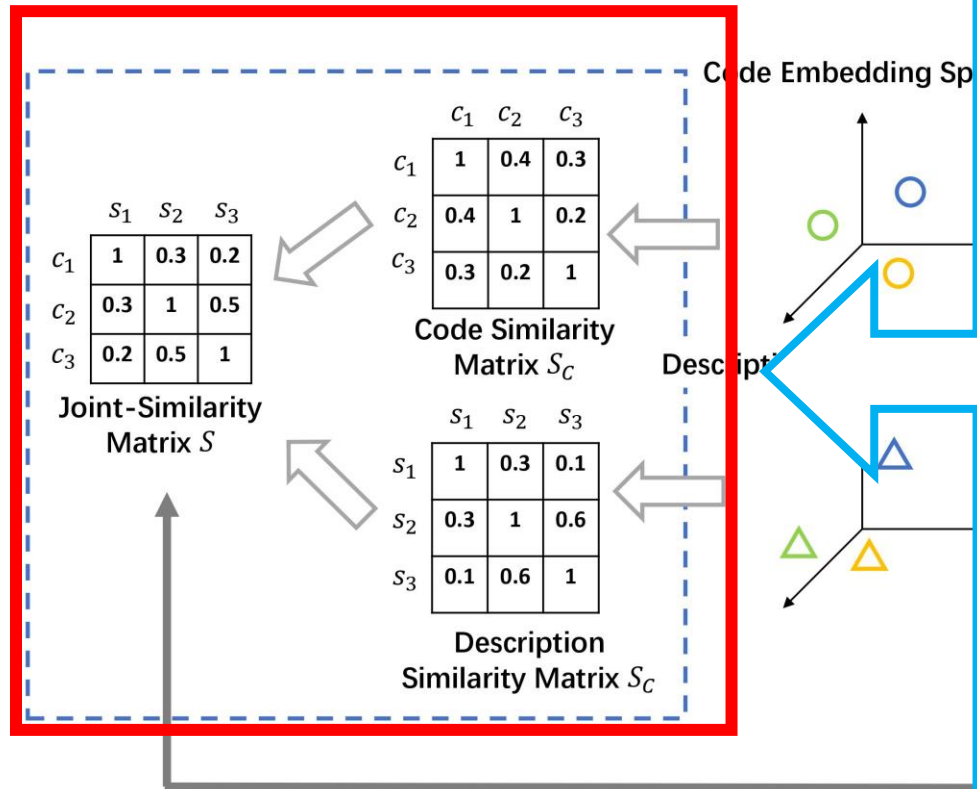 Code Embedding Sp
c₁ c₂ c₃
c₁ 1 0.4 0.3
c₂ 0.4 1 0.2
c₃ 0.3 0.2 1
Code Similarity
Matrix S_C
s₁ s₂ s₃
c₁ 1 0.3 0.2
c₂ 0.3 1 0.5
c₃ 0.2 0.5 1
Joint-Similarity
Matrix S
Descripti
s₁ s₂ s₃
s₁ 1 0.3 0.1
s₂ 0.3 1 0.6
s₃ 0.1 0.6 1
Description
Similarity Matrix S_C